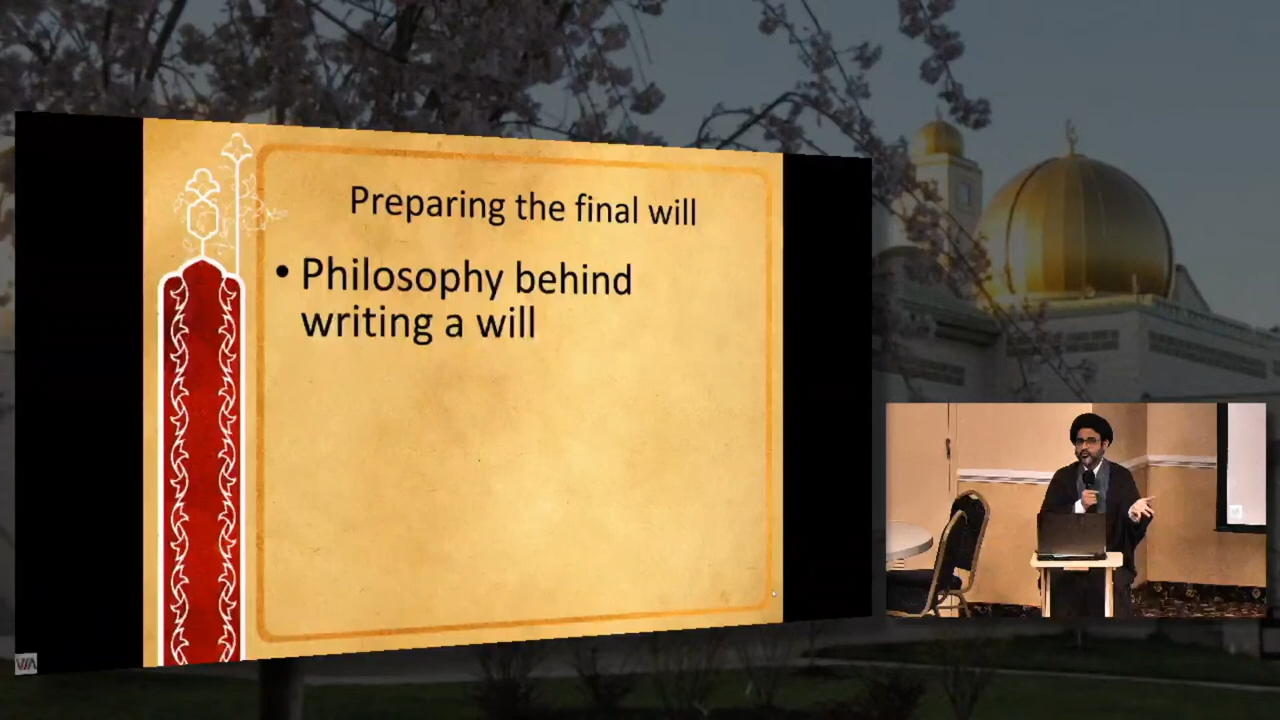 Preparing the final will
• Philosophy behind
writing a will